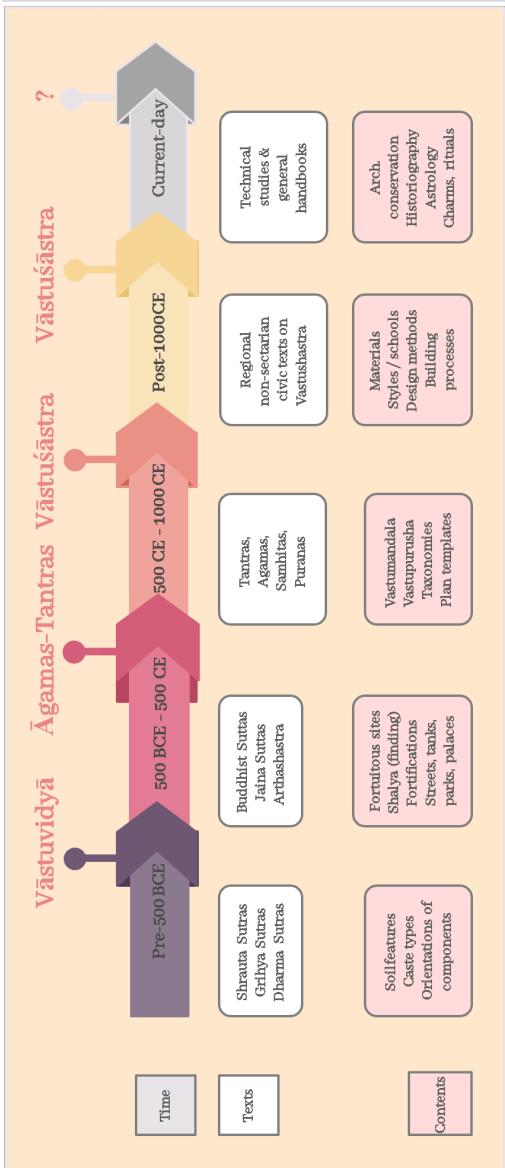 Vāstuvidyā
Āgamas-Tantras
Vāstuśāstra
Vāstuśāstra
?
Time
Pre-500 BCE
500 BCE - 500 CE
500 CE - 1000 CE
Post-1000CE
Current-day
Texts
Shrauta Sutras
Grihya Sutras
Dharma Sutras
Buddhist Suttas
Jaina Suttas
Arthashastra
Tantras,
Agamas,
Samhitas,
Puranas
Regional
non-sectarian
civic texts on
Vastushastra
Technical
studies &
general
handbooks
Contents
Soilfeatures
Caste types
Orientations of
components
Fortuitous sites
Shalya (finding)
Fortifications
Streets, tanks,
parks, palaces
Vastumandala
Vastupurusha
Taxonomies
Plan templates
Materials
Styles / schools
Design methods
Building
processes
Arch.
conservation
Historiography
Astrology
Charms, rituals